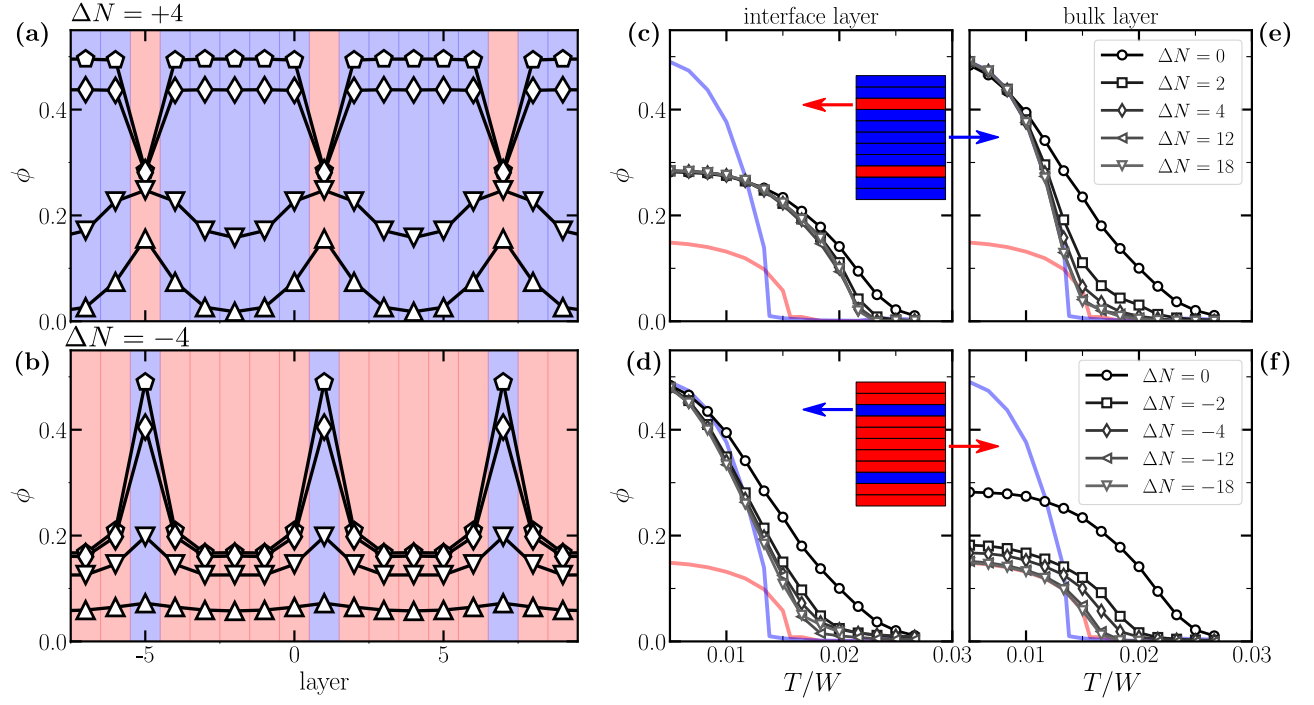 ΔN = +4
interface layer
bulk layer
(a)
(c)
(e)
ϕ
0.4
0.2
0.0
ϕ
0.4
0.2
0.0
ΔN = 0
ΔN = 2
ΔN = 4
ΔN = 12
ΔN = 18
ΔN = −4
(b)
(d)
(f)
ϕ
0.4
0.2
0.0
-5
0
5
layer
ϕ
0.4
0.2
0.0
0.01
0.02
0.03
T/W
ΔN = 0
ΔN = −2
ΔN = −4
ΔN = −12
ΔN = −18
0.01
0.02
0.03
T/W